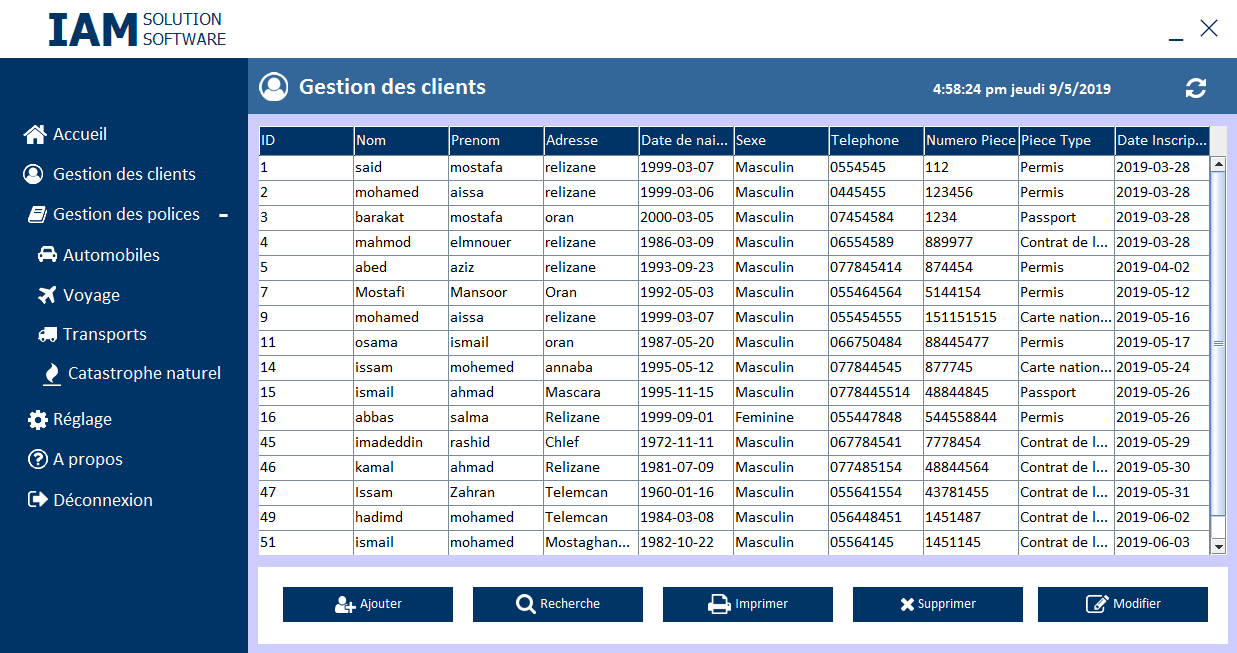 IAM SOLUTION
SOFTWARE
Gestion des clients 4:58:24 pm jeudi 9/5/2019
Accueil
Gestion des clients
Gestion des polices
Automobiles
Voyage
Transports
Catastrophe naturel
Réglage
A propos
Déconnexion
ID Nom Prenom Adresse Date de nai... Sexe Telephone Numero Piece Piece Type Date Inscrip...
1 said mostafa relizane 1999-03-07 Masculin 0554545 112 Permis 2019-03-28
2 mohamed aissa relizane 1999-03-06 Masculin 0445455 123456 Permis 2019-03-28
3 barakat mostafa oran 2000-03-05 Masculin 07454584 1234 Passport 2019-03-28
4 mahmod elmnouer relizane 1986-03-09 Masculin 06554589 889977 Contrat de l... 2019-03-28
5 abed aziz relizane 1993-09-23 Masculin 077845414 874454 Permis 2019-04-02
7 Mostafi Mansoor Oran 1992-05-03 Masculin 055464564 5144154 Permis 2019-05-12
9 mohamed aissa relizane 1999-03-07 Masculin 055454555 151151515 Carte nation... 2019-05-16
11 osama ismail oran 1987-05-20 Masculin 066750484 88445477 Permis 2019-05-17
14 issam mohemed annaba 1995-05-12 Masculin 077844545 877745 Carte nation... 2019-05-24
15 ismail ahmad Mascara 1995-11-15 Masculin 0778445514 48844845 Passport 2019-05-26
16 abbas salma Relizane 1999-09-01 Feminine 055447848 544558844 Permis 2019-05-26
45 imadeddin rashid Chlef 1972-11-11 Masculin 067784541 7778454 Contrat de l... 2019-05-29
46 kamal ahmad Relizane 1981-07-09 Masculin 077485154 48844564 Contrat de l... 2019-05-30
47 Issam Zahran Telemcan 1960-01-16 Masculin 055641554 43781455 Contrat de l... 2019-05-31
49 hadimd mohamed Telemcan 1984-03-08 Masculin 056448451 1451487 Contrat de l... 2019-06-02
51 ismail mohamed Mostaghan... 1982-10-22 Masculin 05564145 1451145 Contrat de l... 2019-06-03
Ajouter Recherche Imprimer Supprimer Modifier